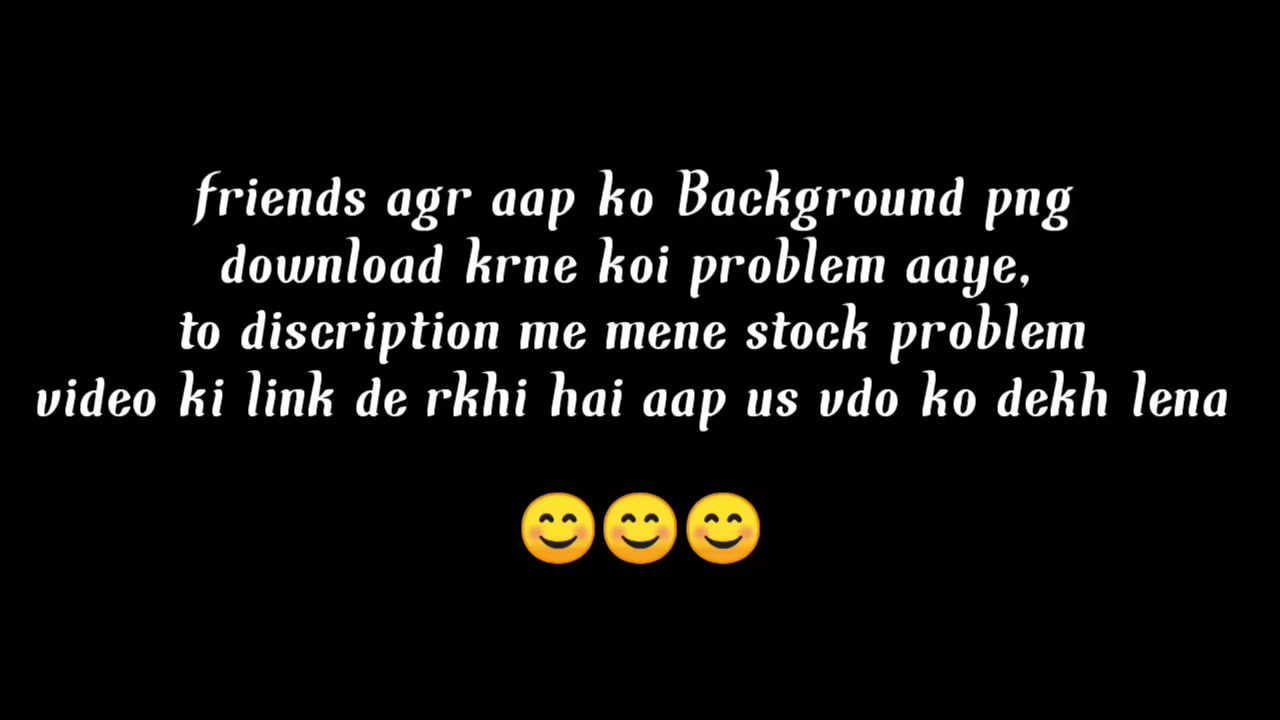 friends agr aap ko Background png
download krne koi problem aaye,
to discription me mene stock problem
video ki link de rkhi hai aap us vdo ko dekh lena
😊😊😊